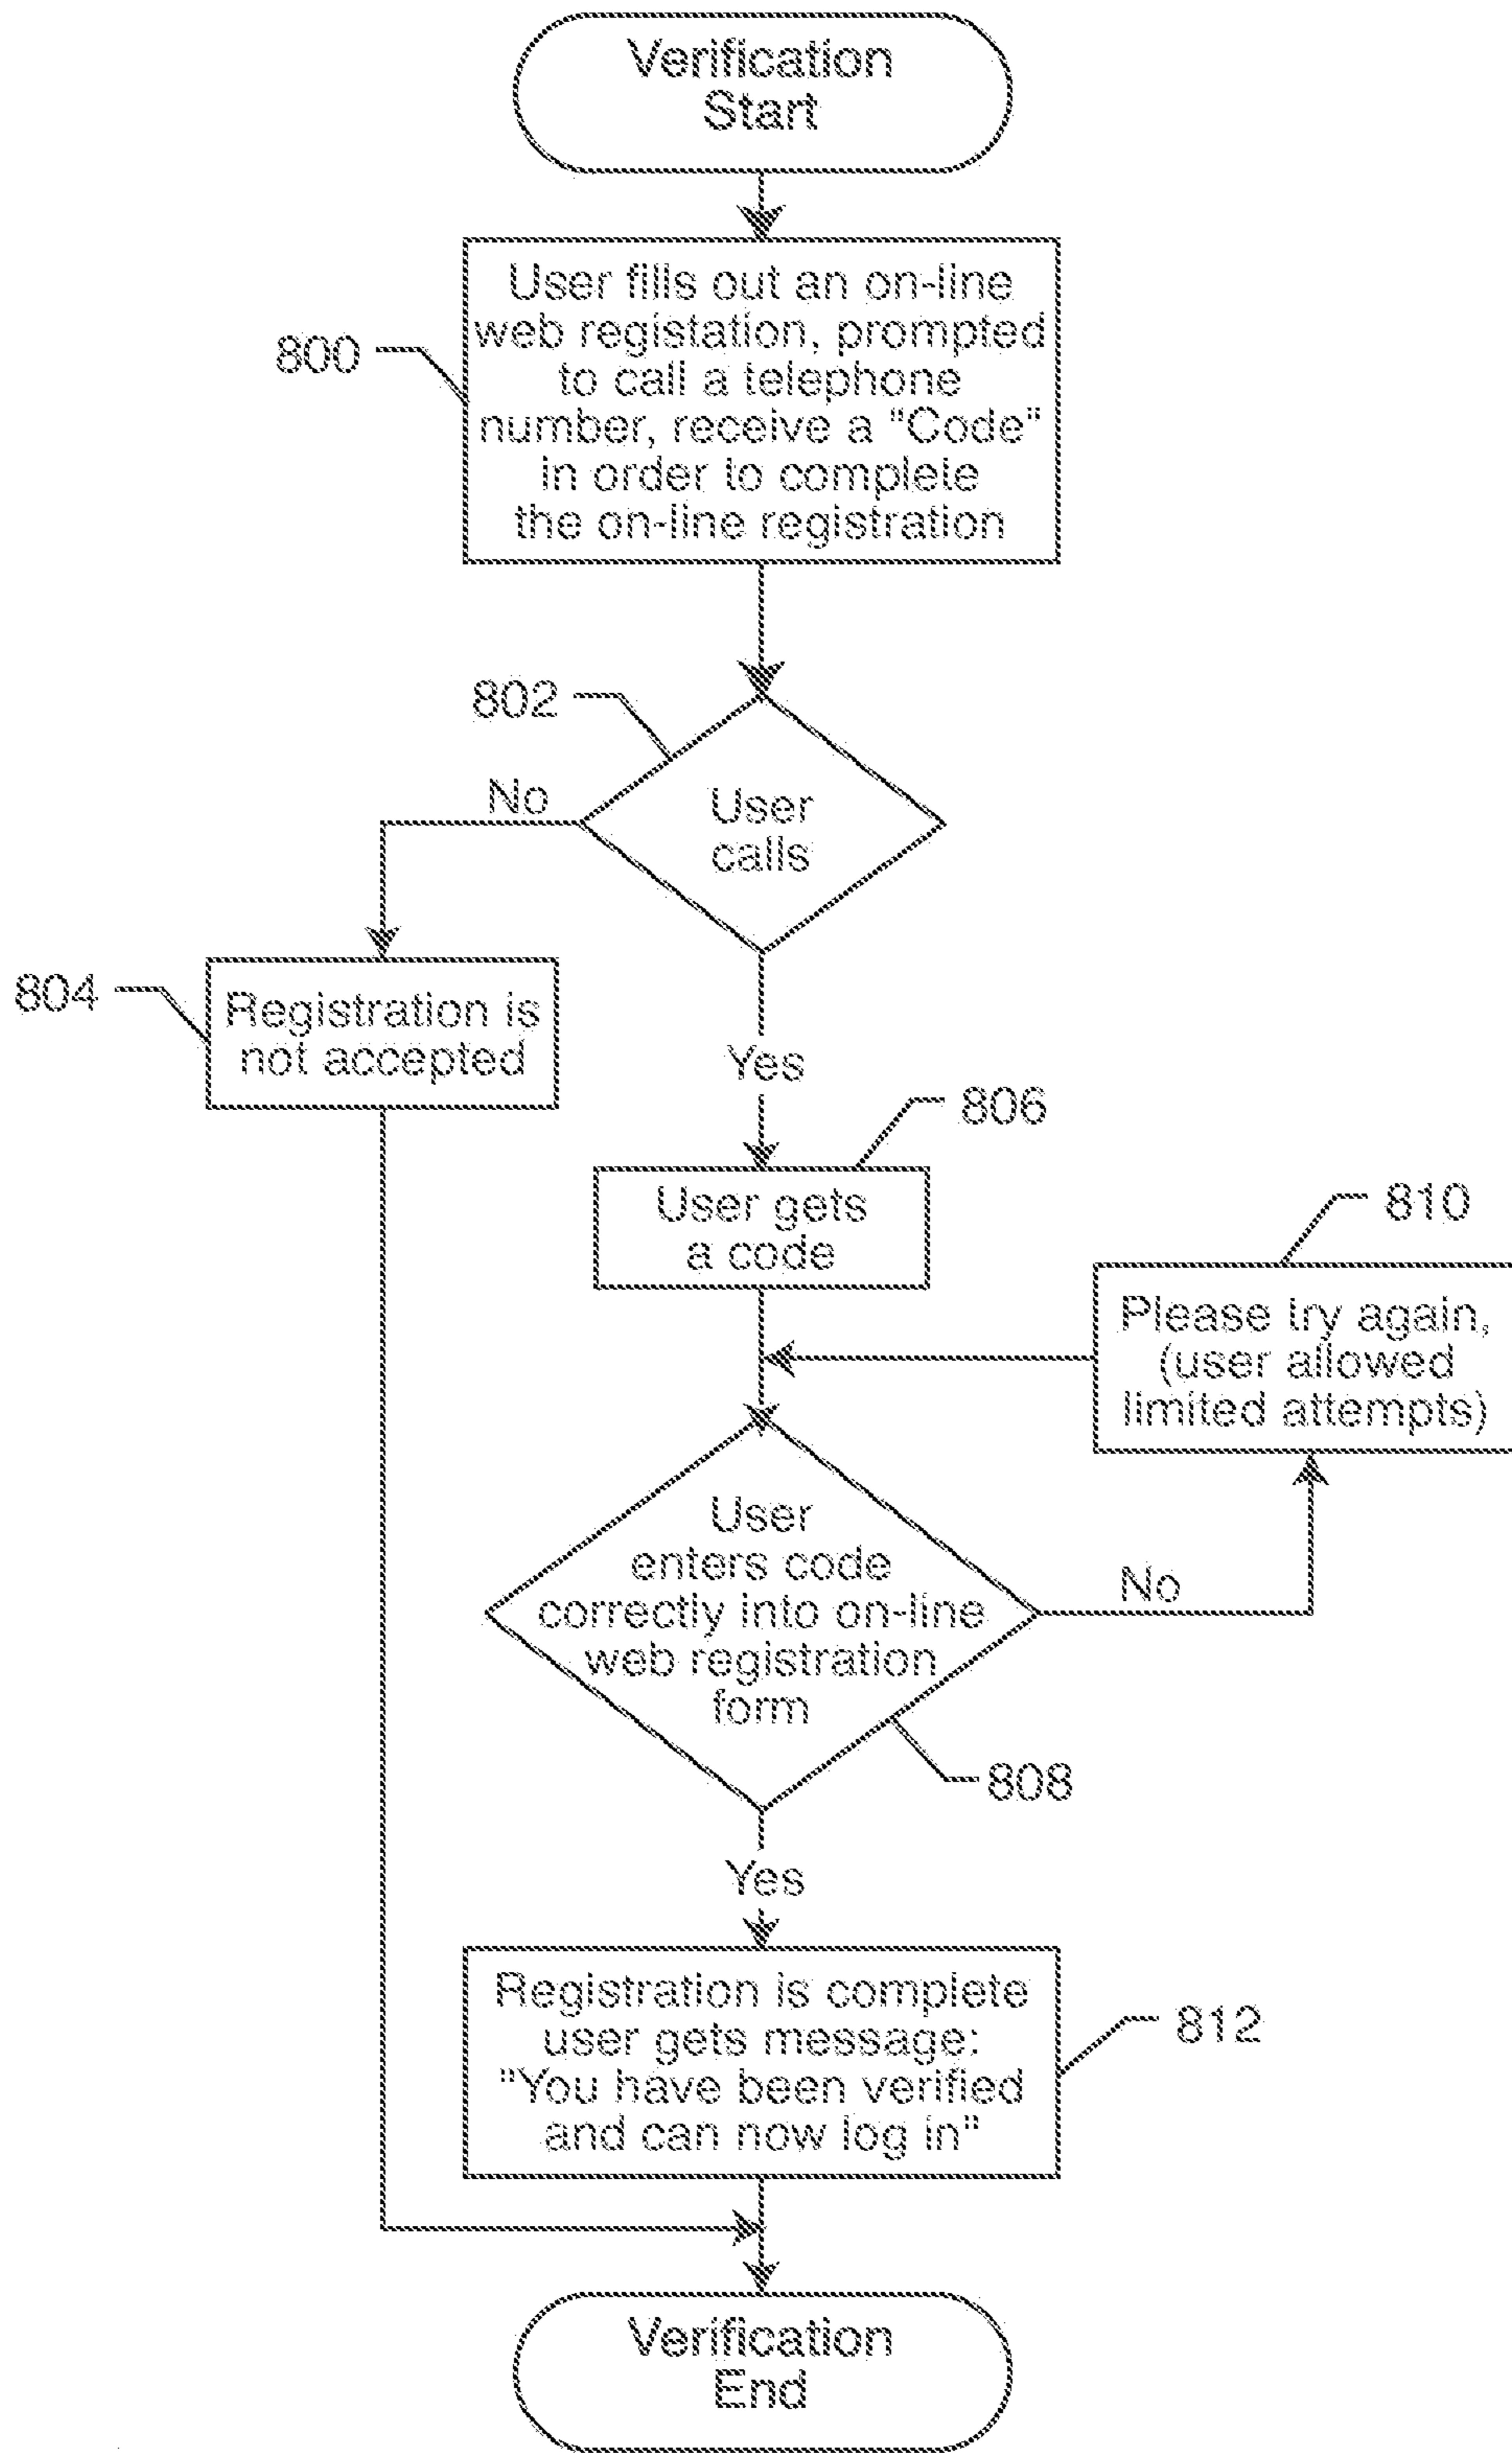 Verification
Start
User fills out an on-line
web registation, prompted
to call a telephone
number, receive a "Code"
in order to complete
the on-line registration
800
802
User
calls
No
804
Registration is
not accepted
Yes
806
User gets
a code
810
Please try again,
(user allowed
limited attempts)
User
enters code
correctly into on-line
web registration
form
No
808
Yes
Registration is complete
user gets message:
"You have been verified
and can now log in"
812
Verification
End